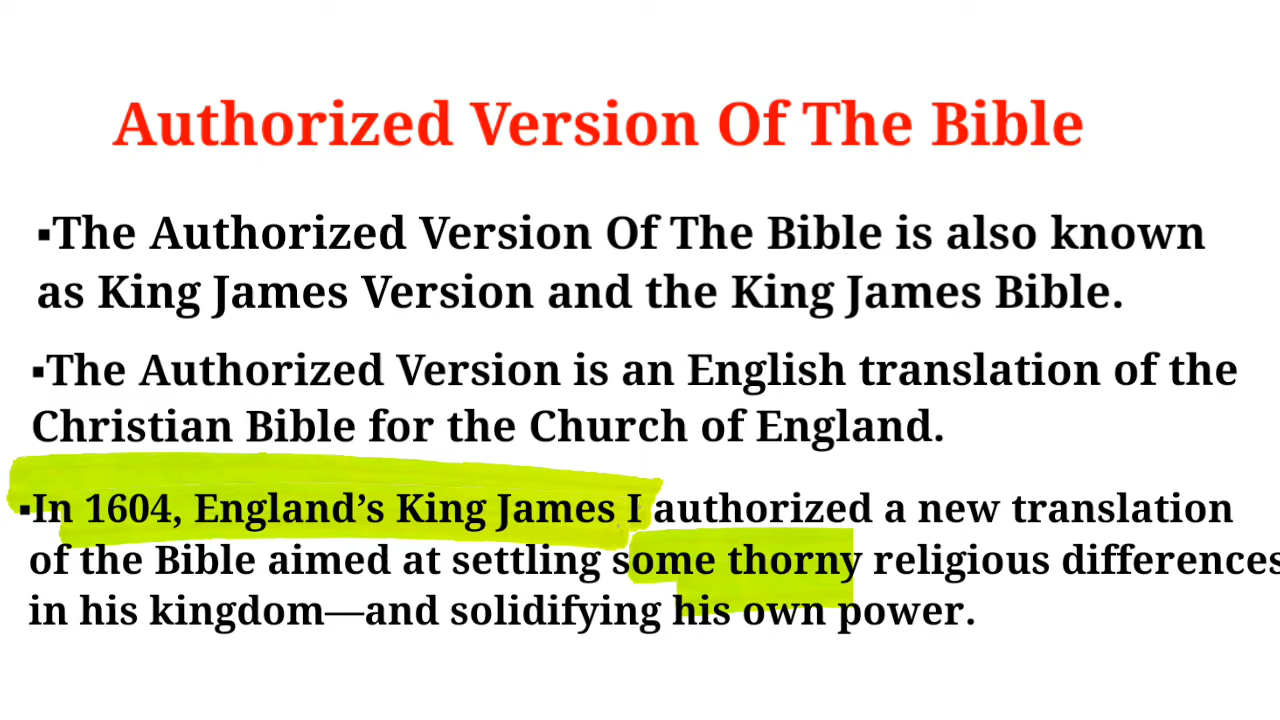 Authorized Version Of The Bible
▪The Authorized Version Of The Bible is also known
as King James Version and the King James Bible.
▪The Authorized Version is an English translation of the
Christian Bible for the Church of England.
▪In 1604, England’s King James I authorized a new translation
of the Bible aimed at settling some thorny religious differences
in his kingdom—and solidifying his own power.